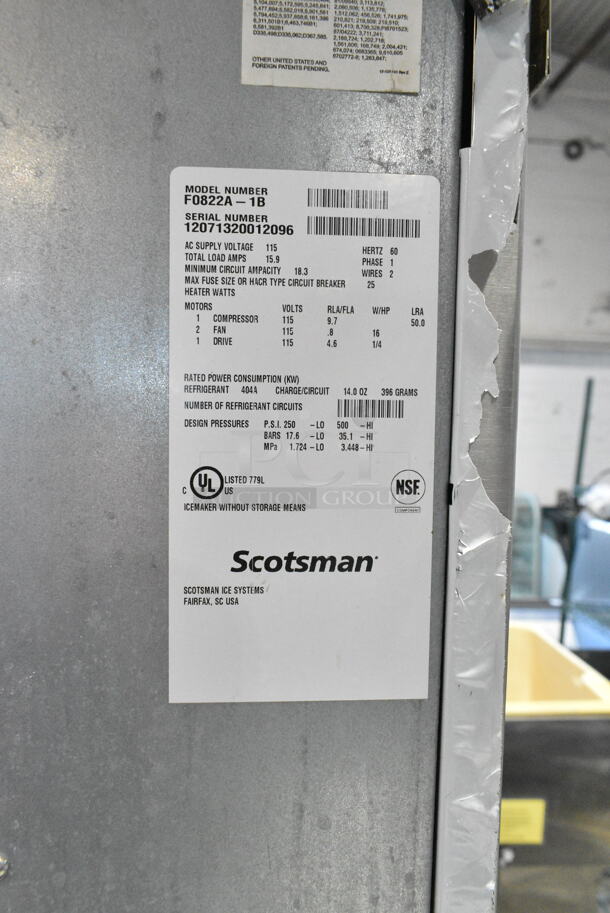 OTHER UNITED STATES AND
FOREIGN PATENTS PENDING.
MODEL NUMBER
F0822A - 1B
SERIAL NUMBER
12071320012096
AC SUPPLY VOLTAGE 115 HERTZ 60
TOTAL LOAD AMPS 15.9 PHASE 1
MINIMUM CIRCUIT AMPACITY 18.3 WIRES 2
MAX FUSE SIZE OR HACR TYPE CIRCUIT BREAKER 25
HEATER WATTS
MOTORS VOLTS RLA/FLA W/HP LRA
1 COMPRESSOR 115 9.7 50.0
2 FAN 115 .8 16
1 DRIVE 115 4.6 1/4
RATED POWER CONSUMPTION (KW)
REFRIGERANT 404A CHARGE/CIRCUIT 14.0 OZ 396 GRAMS
NUMBER OF REFRIGERANT CIRCUITS
DESIGN PRESSURES P.S.I. 250 -LO 500 -HI
BARS 17.6 -LO 35.1 -HI
MPa 1.724 -LO 3.448 -HI
C UL LISTED 779L
US
NSF
COMPONENT
ICEMAKER WITHOUT STORAGE MEANS
PCI
AUCTION GROUP
Scotsman
SCOTSMAN ICE SYSTEMS
FAIRFAX, SC USA